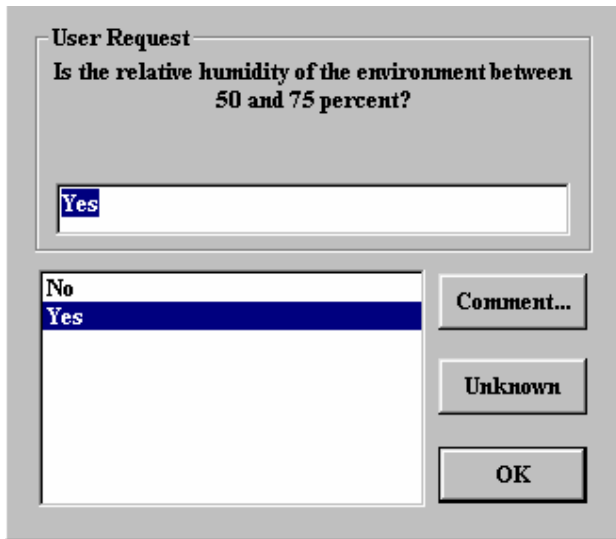 User Request
Is the relative humidity of the environment between
50 and 75 percent?
Yes
No
Yes
Comment...
Unknown
OK